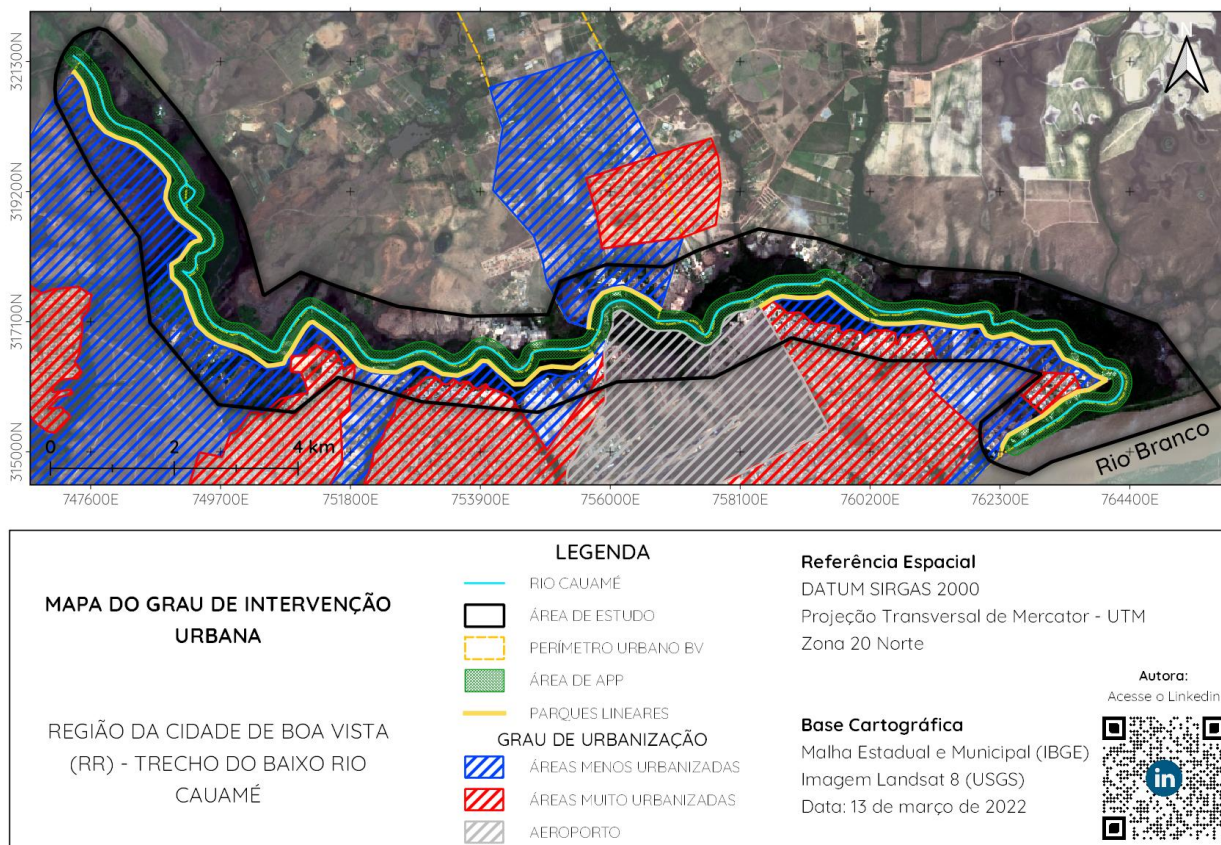 N
321300N
319200N
317100N
315000N
0 2 4 km
Rio Branco
747600E 749700E 751800E 753900E 756000E 758100E 760200E 762300E 764400E
MAPA DO GRAU DE INTERVENÇÃO
URBANA
REGIÃO DA CIDADE DE BOA VISTA
(RR) - TRECHO DO BAIXO RIO
CAUAMÉ
LEGENDA
RIO CAUAMÉ
ÁREA DE ESTUDO
PERÍMETRO URBANO BV
ÁREA DE APP
PARQUES LINEARES
GRAU DE URBANIZAÇÃO
ÁREAS MENOS URBANIZADAS
ÁREAS MUITO URBANIZADAS
AEROPORTO
Referência Espacial
DATUM SIRGAS 2000
Projeção Transversal de Mercator - UTM
Zona 20 Norte
Base Cartográfica
Malha Estadual e Municipal (IBGE)
Imagem Landsat 8 (USGS)
Data: 13 de março de 2022
Autora:
Acesse o Linkedin
in